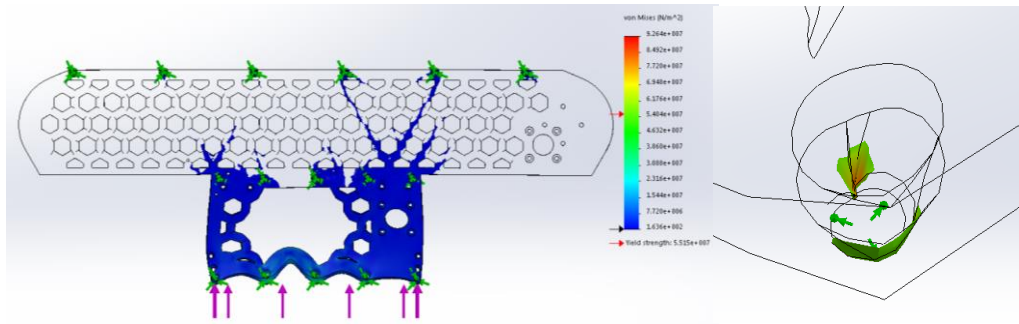 von Mises (N/m^2)
9.264e+007
8.492e+007
7.720e+007
6.948e+007
6.176e+007
5.404e+007
4.632e+007
3.860e+007
3.088e+007
2.316e+007
1.544e+007
7.720e+006
1.636e+002
Yield strength: 5.515e+007